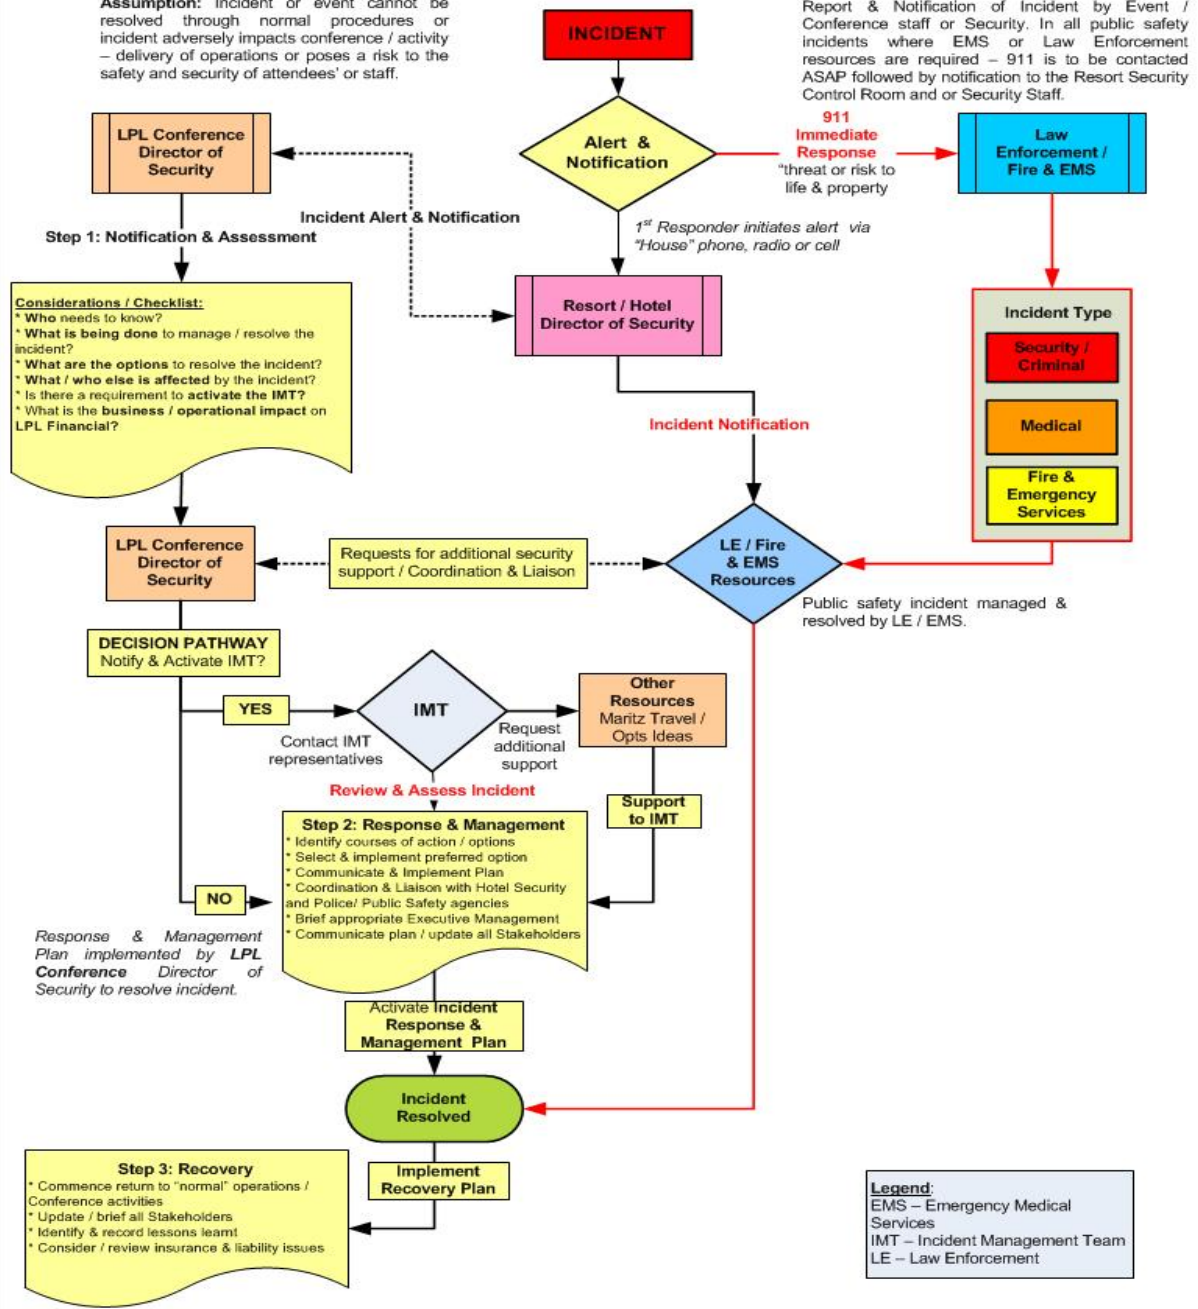 Assumption: Incident or event cannot be
resolved through normal procedures or
incident adversely impacts conference / activity
– delivery of operations or poses a risk to the
safety and security of attendees' or staff.
INCIDENT
Report & Notification of Incident by Event /
Conference staff or Security. In all public safety
incidents where EMS or Law Enforcement
resources are required – 911 is to be contacted
ASAP followed by notification to the Resort Security
Control Room and or Security Staff.
LPL Conference
Director of
Security
Alert &
Notification
911
Immediate
Response
"threat or risk to
life & property
Law
Enforcement /
Fire & EMS
Incident Alert & Notification
Step 1: Notification & Assessment
1st Responder initiates alert via
"House" phone, radio or cell
Considerations / Checklist:
* Who needs to know?
* What is being done to manage / resolve the
incident?
* What are the options to resolve the incident?
* What / who else is affected by the incident?
* Is there a requirement to activate the IMT?
* What is the business / operational impact on
LPL Financial?
Resort / Hotel
Director of Security
Incident Type
Security /
Criminal
Medical
Fire &
Emergency
Services
Incident Notification
LPL Conference
Director of
Security
Requests for additional security
support / Coordination & Liaison
LE / Fire
& EMS
Resources
Public safety incident managed &
resolved by LE / EMS.
DECISION PATHWAY
Notify & Activate IMT?
YES
Contact IMT
representatives
IMT
Request
additional
support
Other
Resources
Maritz Travel /
Opts Ideas
Review & Assess Incident
Support
to IMT
Step 2: Response & Management
* Identify courses of action / options
* Select & implement preferred option
* Communicate & Implement Plan
* Coordination & Liaison with Hotel Security
and Police/ Public Safety agencies
* Brief appropriate Executive Management
* Communicate plan / update all Stakeholders
NO
Response & Management
Plan implemented by LPL
Conference Director of
Security to resolve incident.
Activate Incident
Response &
Management Plan
Incident
Resolved
Implement
Recovery Plan
Step 3: Recovery
* Commence return to "normal" operations /
Conference activities
* Update / brief all Stakeholders
* Identify & record lessons learnt
* Consider / review insurance & liability issues
Legend:
EMS – Emergency Medical
Services
IMT – Incident Management Team
LE – Law Enforcement